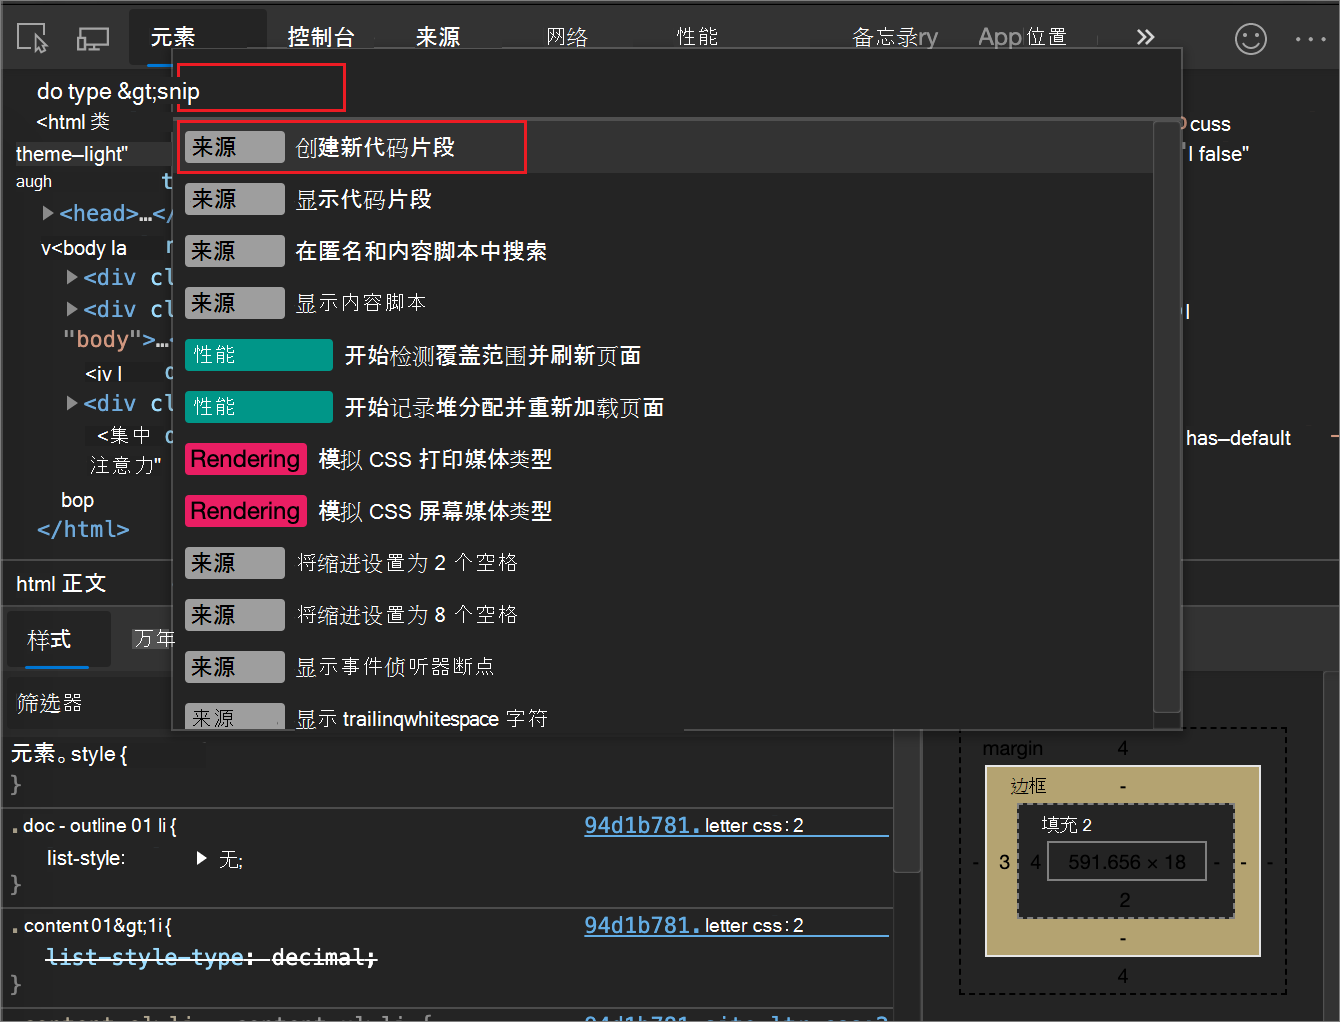 元素 控制台 来源 网络 性能 备忘录ry App位置 »
do type &gt;snip
<html 类
cuss
theme–light"
l false"
augh t
来源 创建新代码片段
来源 显示代码片段
来源 在匿名和内容脚本中搜索
来源 显示内容脚本
性能 开始检测覆盖范围并刷新页面
性能 开始记录堆分配并重新加载页面
Rendering 模拟 CSS 打印媒体类型
Rendering 模拟 CSS 屏幕媒体类型
来源 将缩进设置为 2 个空格
来源 将缩进设置为 8 个空格
来源 显示事件侦听器断点
来源 显示 trailinqwhitespace 字符
<head>…</
v<body la
<div cl
<div cl
"body">…
<iv l
<div cl
<集中
注意力"
has–default
bop
</html>
html 正文
样式 万年
筛选器
元素。style {
}
.doc - outline 01 li {
94d1b781. letter css : 2
list-style: 无;
}
.content 01&gt;1i {
94d1b781. letter css : 2
list-style-type: decimal;
}
margin 4
边框 -
填充 2
- 3 4 591.656 × 18 - - -
2
-
4